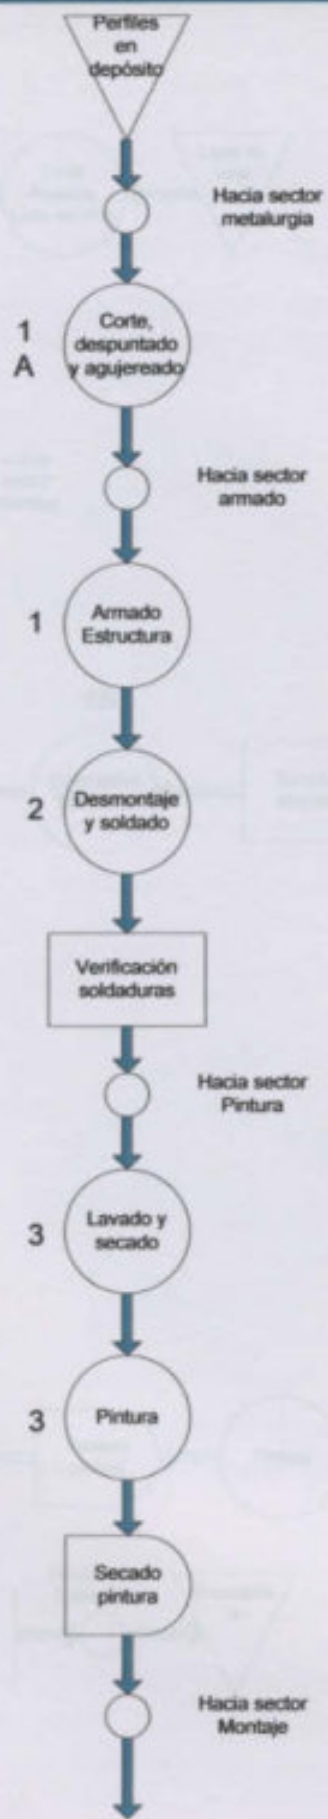 Perfiles
en
depósito
Hacia sector
metalurgia
1
A
Corte,
despuntado
y agujereado
Hacia sector
armado
1
Armado
Estructura
2
Desmontaje
y soldado
Verificación
soldaduras
Hacia sector
Pintura
3
Lavado y
secado
3
Pintura
Secado
pintura
Hacia sector
Montaje